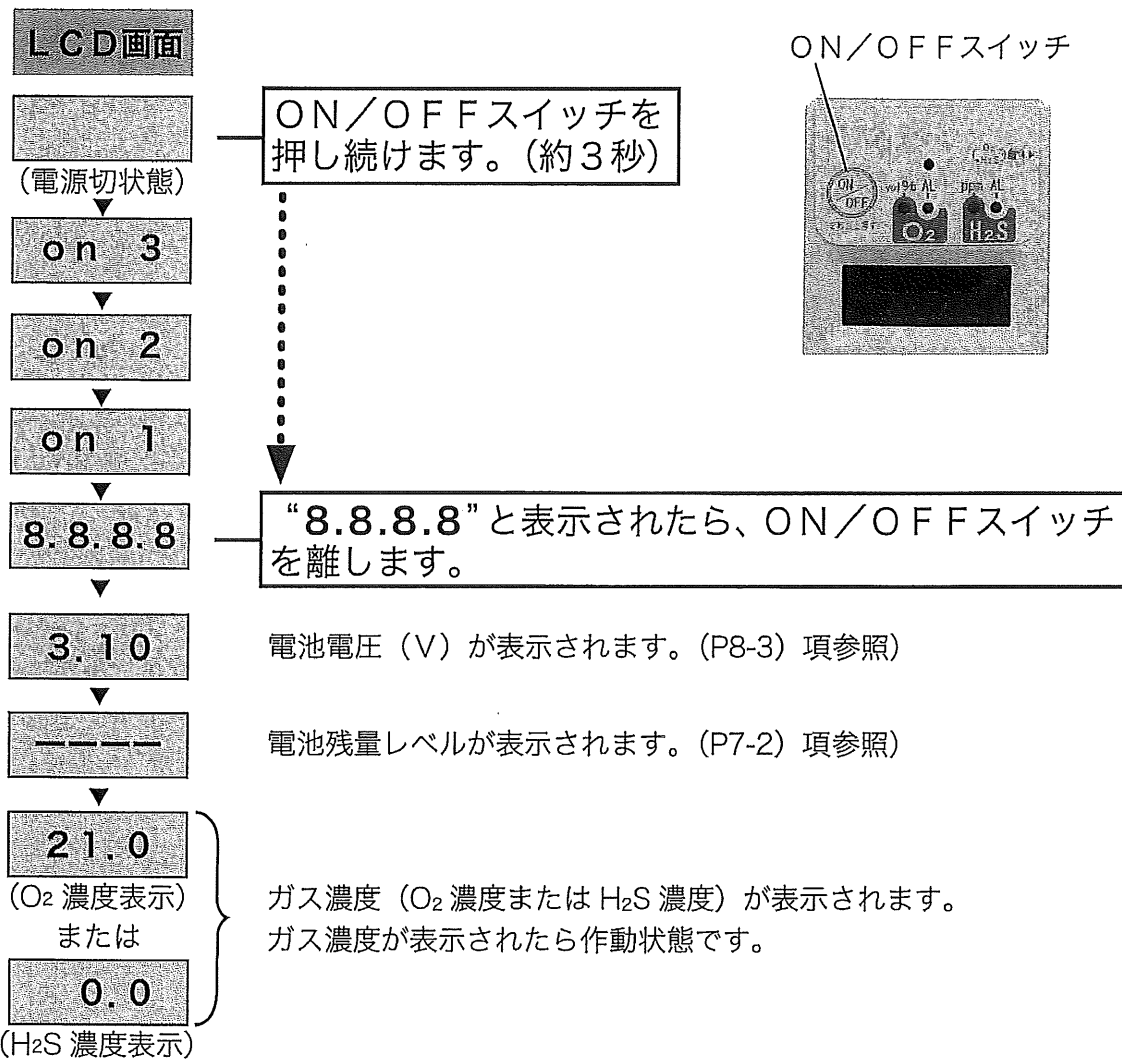 LCD画面
ON/OFFスイッチ
ON/OFFスイッチを
押し続けます。(約3秒)
(電源切状態)
on 3
on 2
on 1
ON
OFF
vol% AL
ppm AL
O₂
H₂S
8.8.8.8
“8.8.8.8”と表示されたら、ON/OFFスイッチ
を離します。
3.10
電池電圧(V)が表示されます。(P8-3)項参照)
----
電池残量レベルが表示されます。(P7-2)項参照)
21.0
(O₂ 濃度表示)
または
0.0
(H₂S 濃度表示)
ガス濃度(O₂ 濃度または H₂S 濃度)が表示されます。
ガス濃度が表示されたら作動状態です。